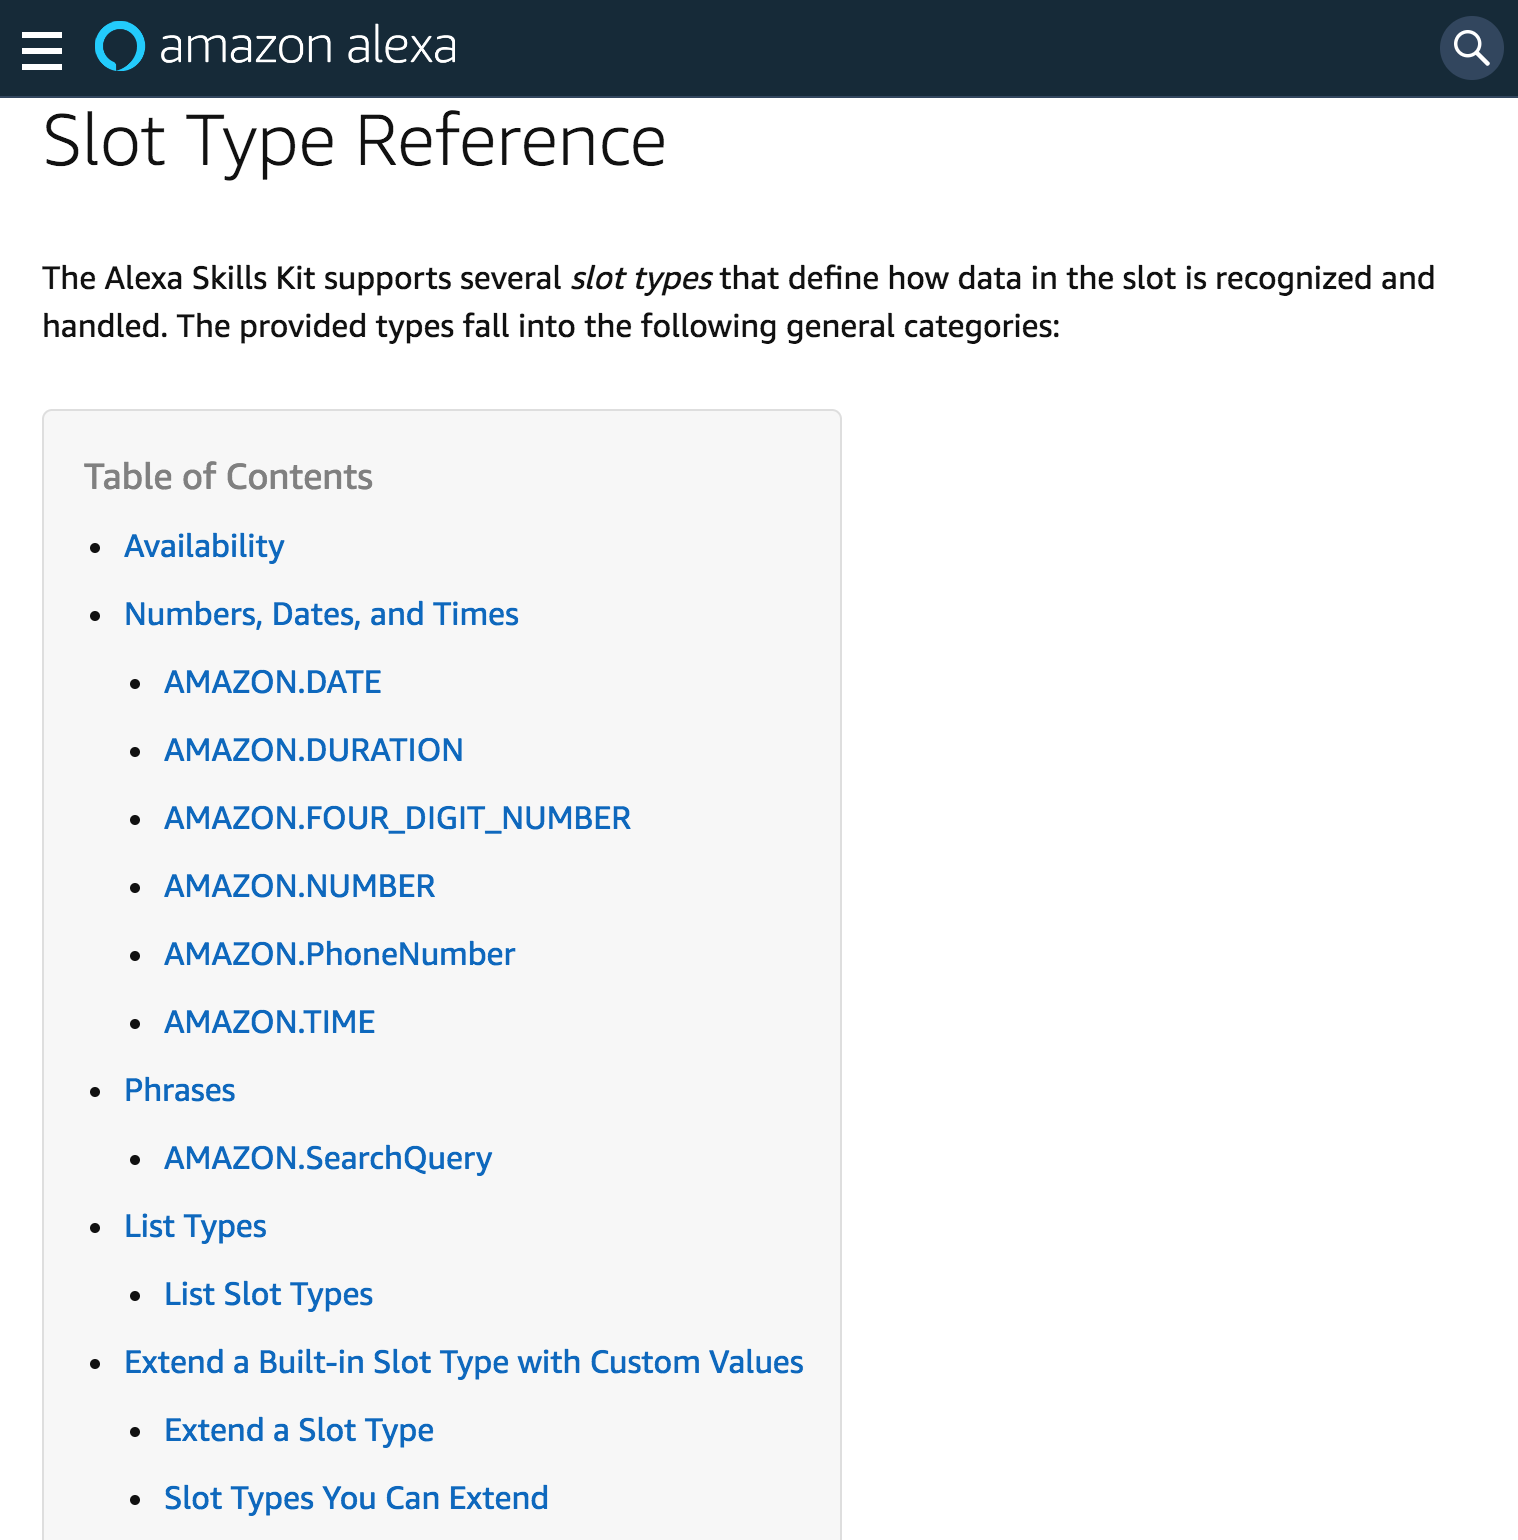 amazon alexa
Slot Type Reference
The Alexa Skills Kit supports several slot types that define how data in the slot is recognized and
handled. The provided types fall into the following general categories:
Table of Contents
Availability
Numbers, Dates, and Times
AMAZON.DATE
AMAZON.DURATION
AMAZON.FOUR_DIGIT_NUMBER
AMAZON.NUMBER
AMAZON.PhoneNumber
AMAZON.TIME
Phrases
AMAZON.SearchQuery
List Types
List Slot Types
Extend a Built-in Slot Type with Custom Values
Extend a Slot Type
Slot Types You Can Extend